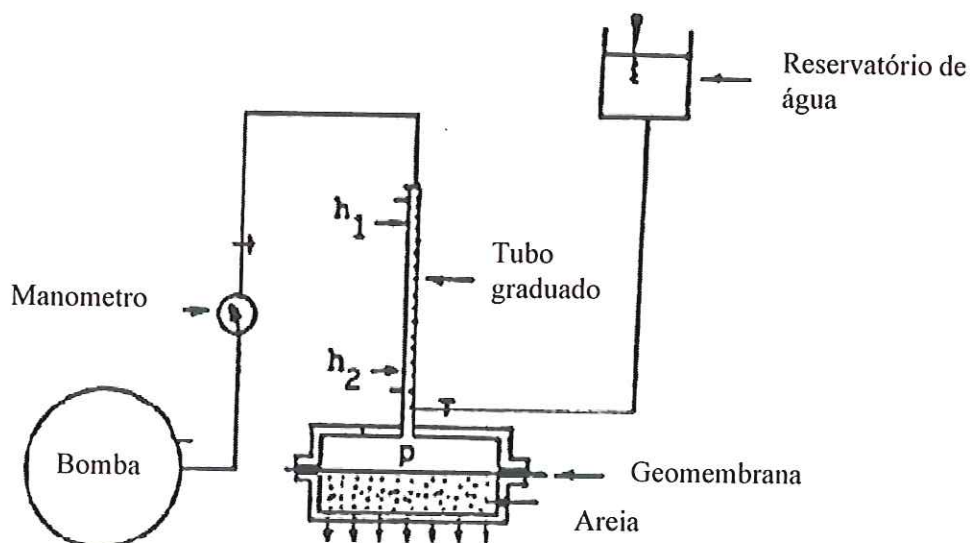 Reservatório de
água
h1
Tubo
graduado
Manometro
h2
Bomba
p
Geomembrana
Areia